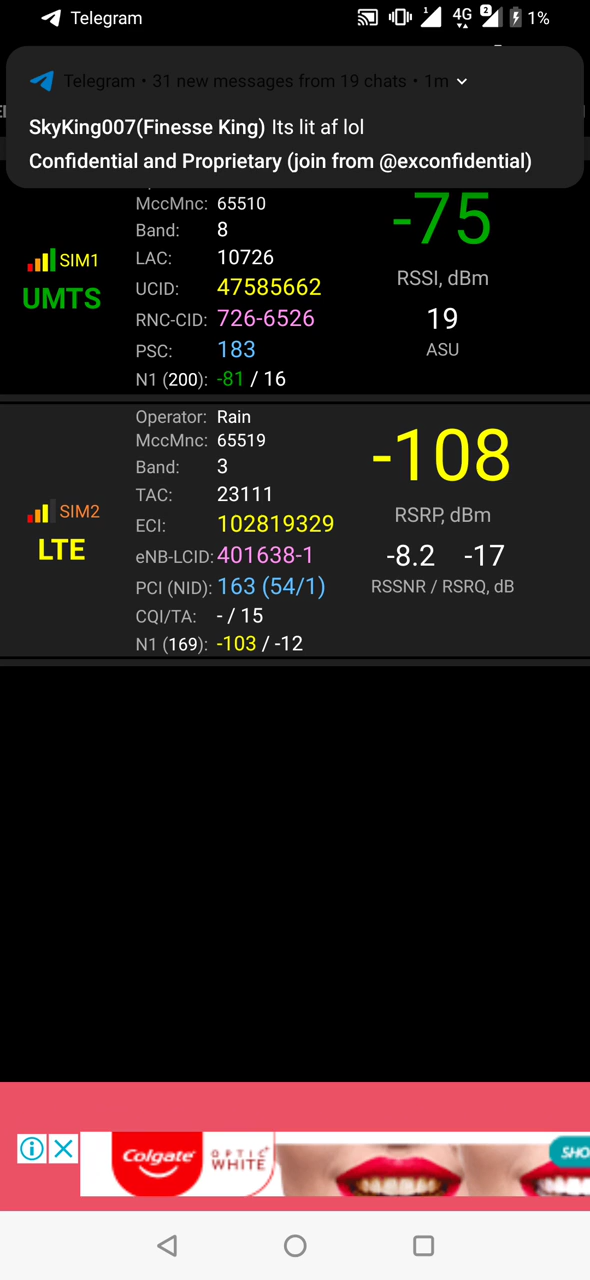 Telegram 1 4G 2 1%
Telegram • 31 new messages from 19 chats • 1m
SkyKing007(Finesse King) Its lit af lol
Confidential and Proprietary (join from @exconfidential)
MccMnc: 65510
Band: 8
LAC: 10726
UCID: 47585662
RNC-CID: 726-6526
PSC: 183
N1 (200): -81 / 16
SIM1
UMTS
-75
RSSI, dBm
19
ASU
Operator: Rain
MccMnc: 65519
Band: 3
TAC: 23111
ECI: 102819329
eNB-LCID: 401638-1
PCI (NID): 163 (54/1)
CQI/TA: - / 15
N1 (169): -103 / -12
SIM2
LTE
-108
RSRP, dBm
-8.2 -17
RSSNR / RSRQ, dB
Colgate
OPTIC
WHITE
SHO